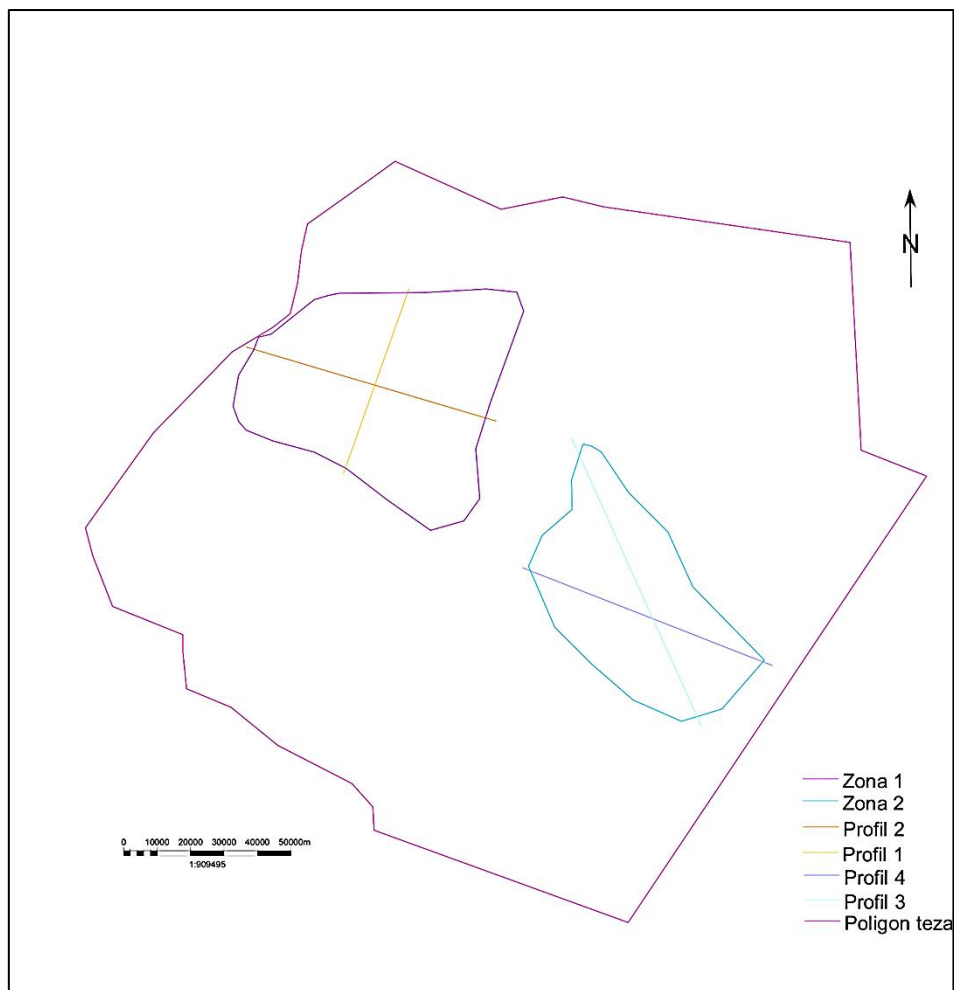 N
Zona 1
Zona 2
Profil 2
Profil 1
Profil 4
Profil 3
Poligon teza
0 10000 20000 30000 40000 50000m
1:909495